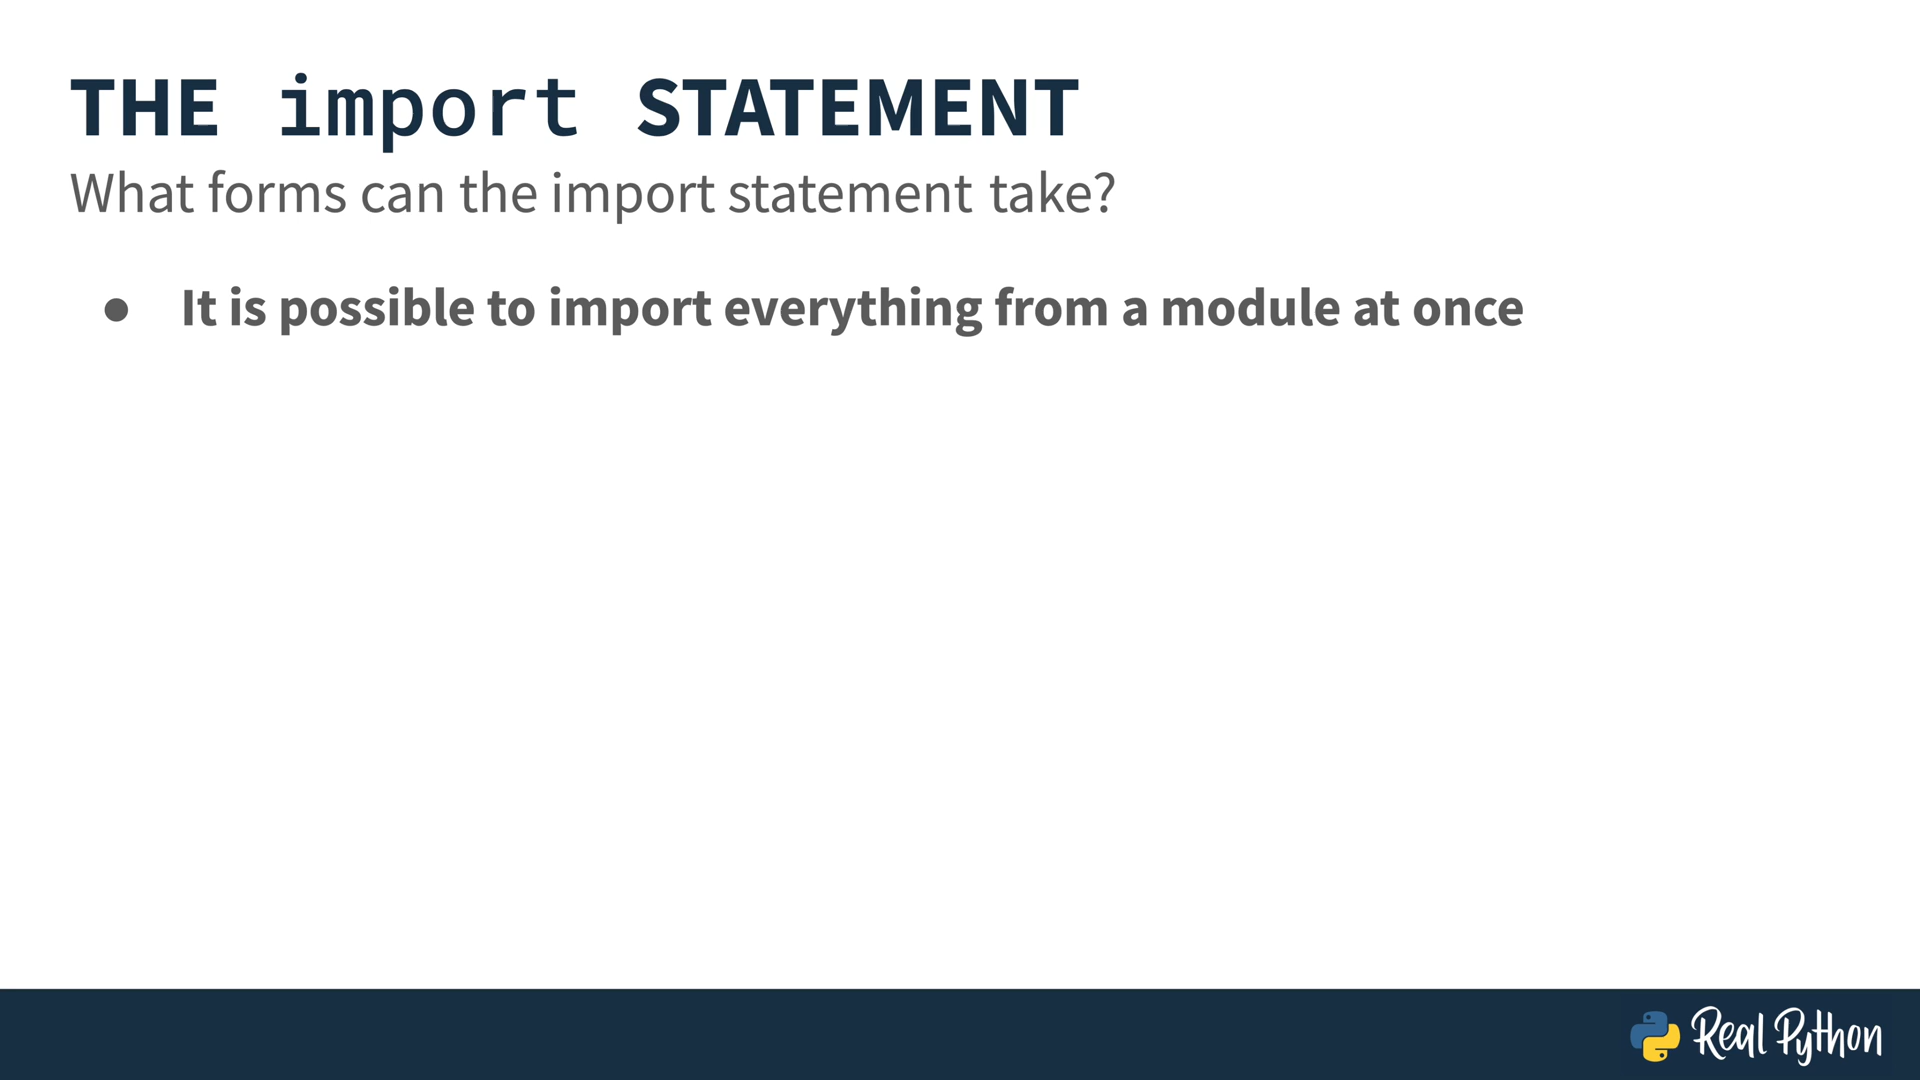 THE import STATEMENT
What forms can the import statement take?
● It is possible to import everything from a module at once
Real Python